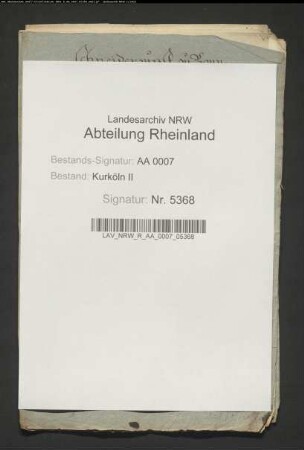 Landesarchiv NRW
Abteilung Rheinland
Bestands-Signatur: AA 0007
Bestand: Kurköln II
Signatur: Nr. 5368
LAV_NRW_R_AA_0007_05368